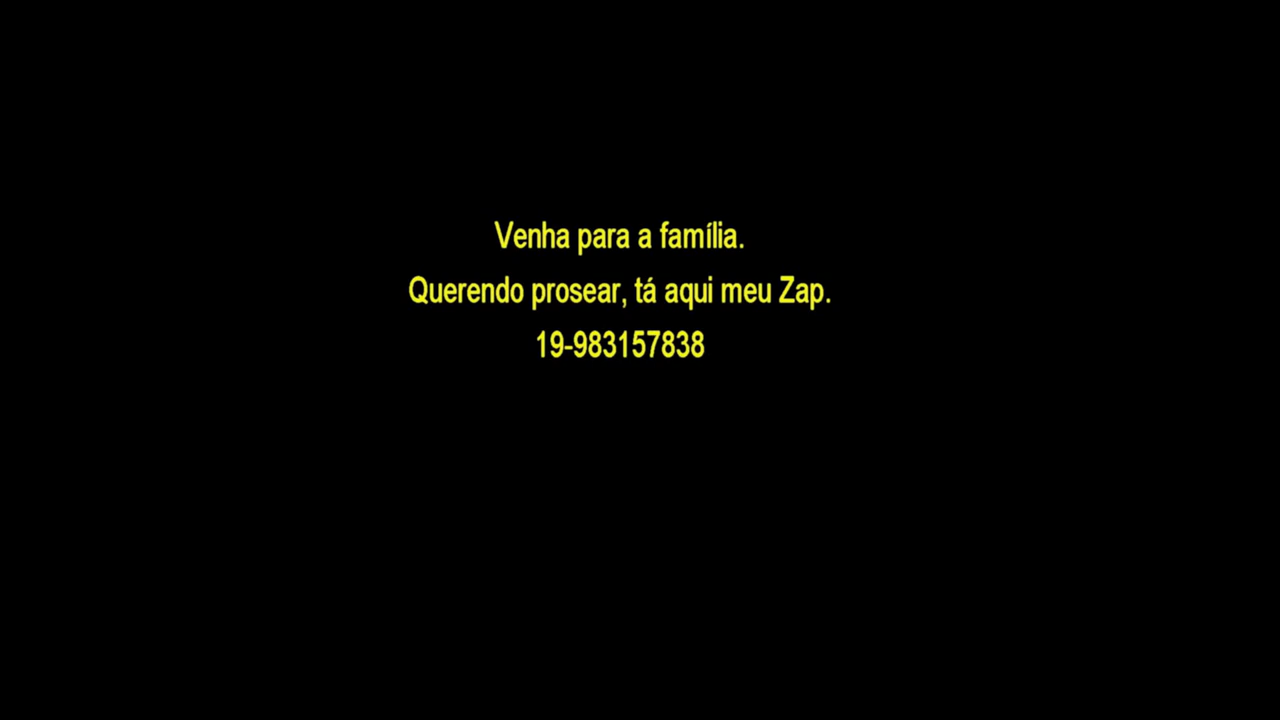 Venha para a família.
Querendo prosear, tá aqui meu Zap.
19-983157838